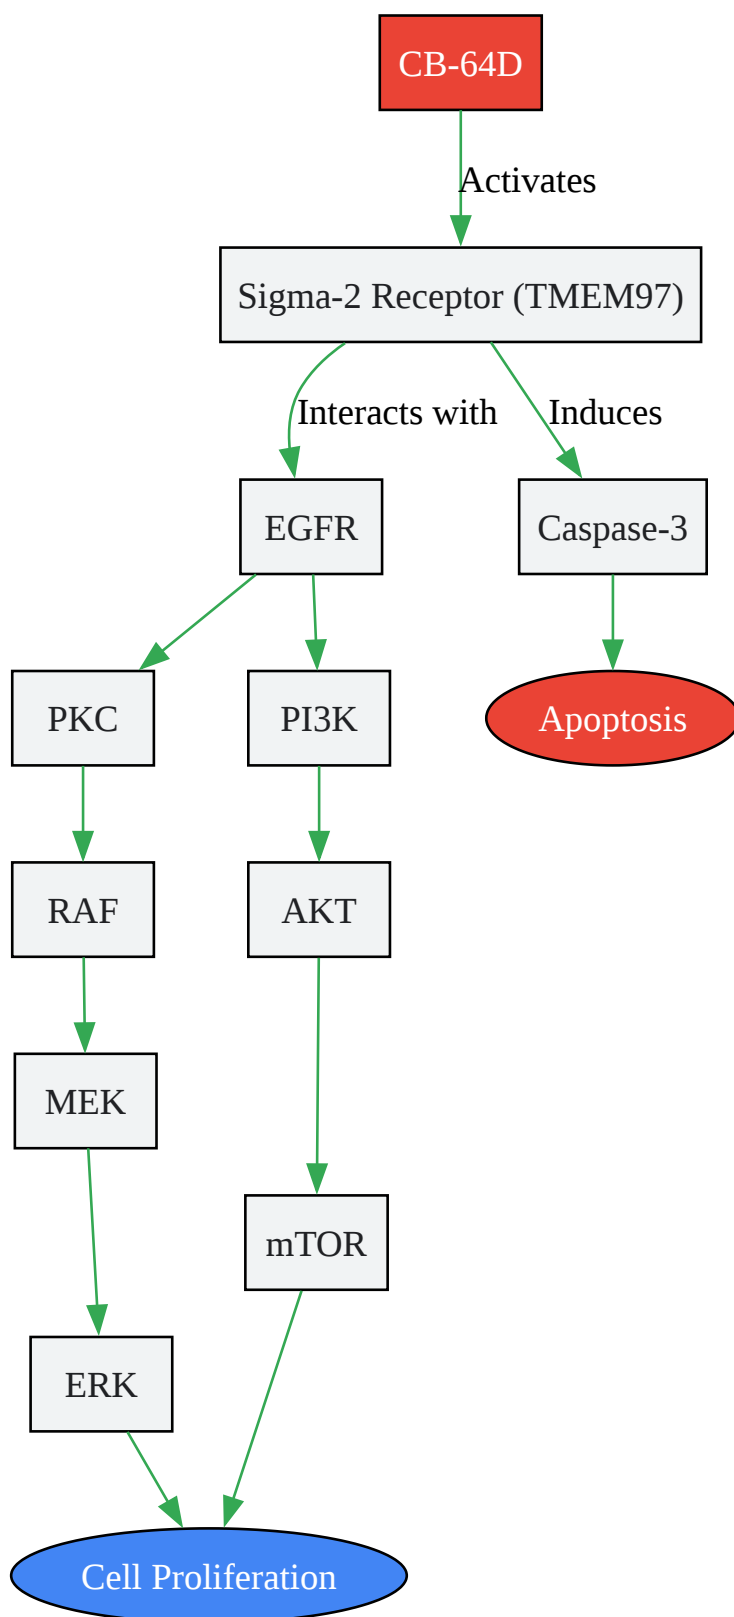 CB-64D
Activates
Sigma-2 Receptor (TMEM97)
Interacts with
Induces
EGFR
Caspase-3
PKC
PI3K
Apoptosis
RAF
AKT
MEK
mTOR
ERK
Cell Proliferation